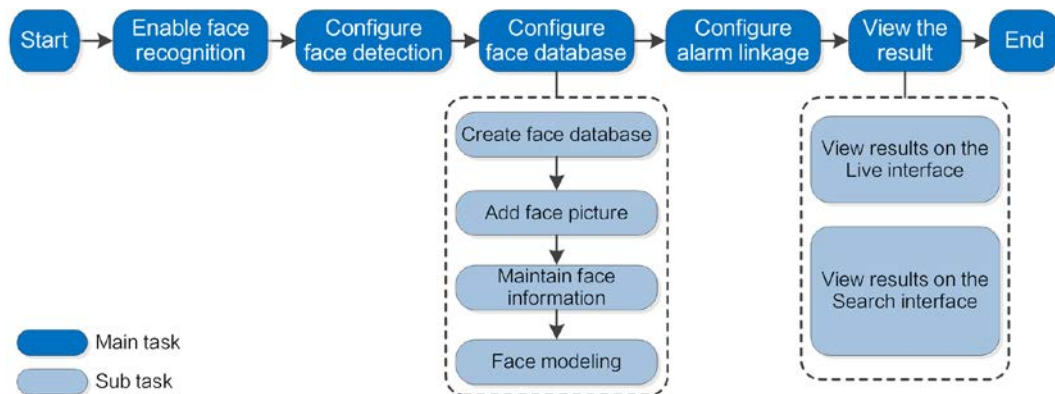 Start
Enable face
recognition
Configure
face detection
Configure
face database
Configure
alarm linkage
View the
result
End
Create face database
Add face picture
Maintain face
information
Face modeling
View results on the
Live interface
View results on the
Search interface
Main task
Sub task